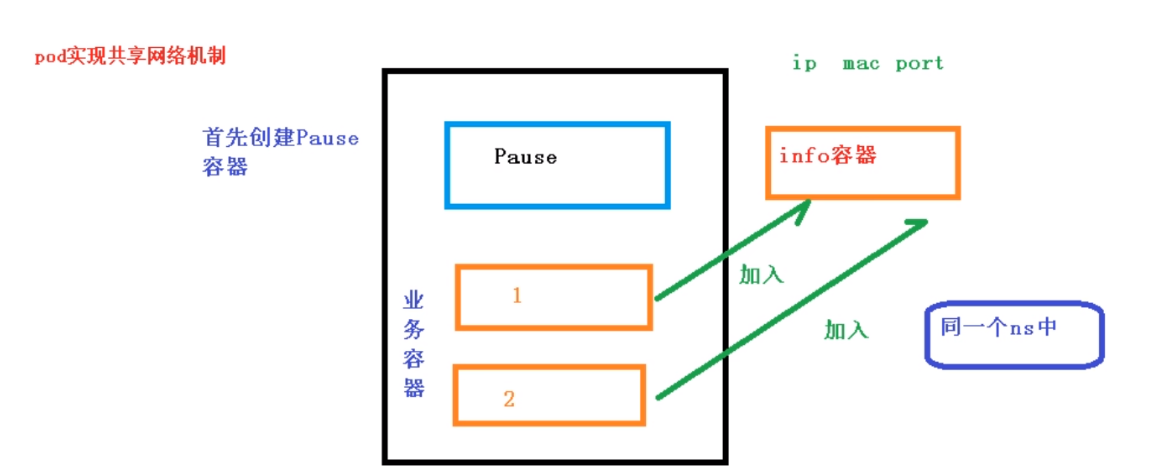 pod实现共享网络机制
ip mac port
首先创建Pause
容器
Pause
info容器
1
加入
业
务
容
器
加入
同一个ns中
2